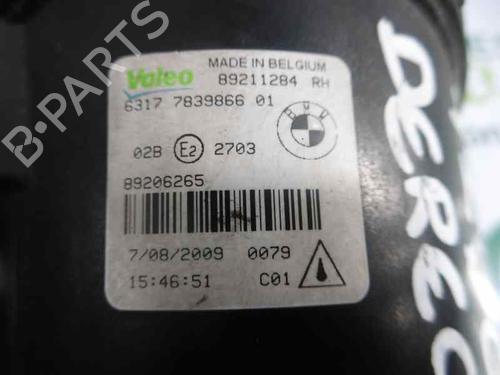 Valeo
MADE IN BELGIUM
89211284 RH
6317 7839866 01
BMW
02B E2 2703
89206265
7/08/2009 0079
15:46:51 C01
DEREC
B-PARTS